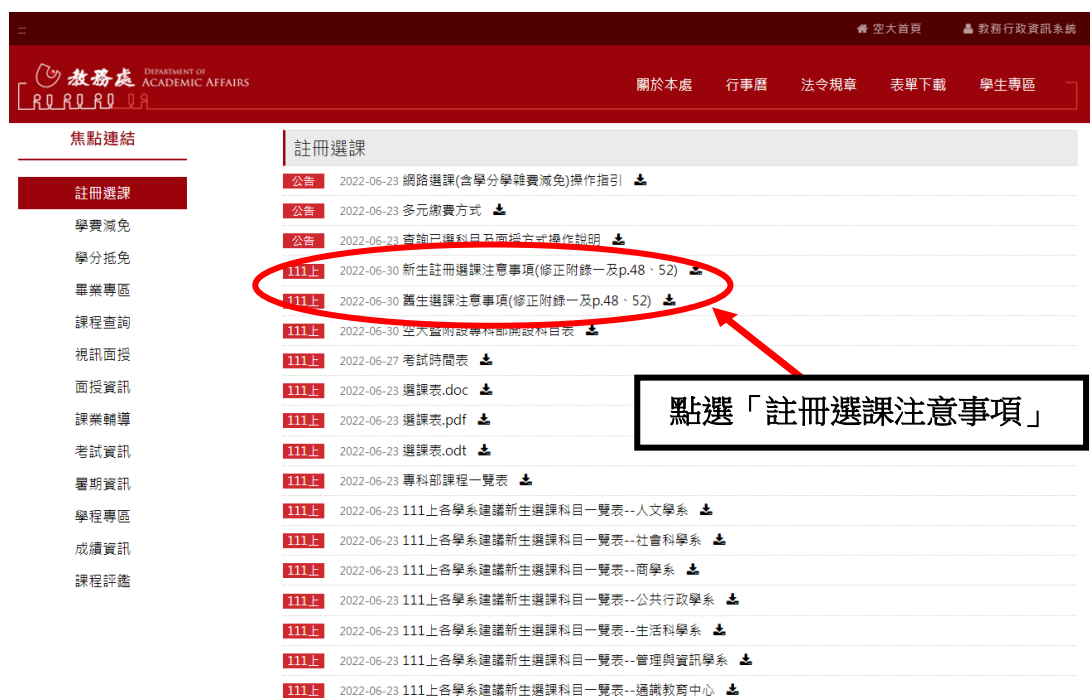 空大首頁 教務行政資訊系統
教務處 DEPARTMENT OF ACADEMIC AFFAIRS
關於本處 行事曆 法令規章 表單下載 學生專區
焦點連結
註冊選課
學費減免
學分抵免
畢業專區
課程查詢
視訊面授
面授資訊
課業輔導
考試資訊
暑期資訊
學程專區
成績資訊
課程評鑑
註冊選課
公告 2022-06-23 網路選課(含學分學雜費減免)操作指引
公告 2022-06-23 多元繳費方式
公告 2022-06-23 查詢已選科目及面授方式操作說明
111上 2022-06-30 新生註冊選課注意事項(修正附錄一及p.48、52)
111上 2022-06-30 舊生選課注意事項(修正附錄一及p.48、52)
111上 2022-06-30 空大暨附設專科部開設科目表
111上 2022-06-27 考試時間表
111上 2022-06-23 選課表.doc
111上 2022-06-23 選課表.pdf
111上 2022-06-23 選課表.odt
111上 2022-06-23 專科部課程一覽表
111上 2022-06-23 111上各學系建議新生選課科目一覽表--人文學系
111上 2022-06-23 111上各學系建議新生選課科目一覽表--社會科學系
111上 2022-06-23 111上各學系建議新生選課科目一覽表--商學系
111上 2022-06-23 111上各學系建議新生選課科目一覽表--公共行政學系
111上 2022-06-23 111上各學系建議新生選課科目一覽表--生活科學系
111上 2022-06-23 111上各學系建議新生選課科目一覽表--管理與資訊學系
111上 2022-06-23 111上各學系建議新生選課科目一覽表--通識教育中心
點選「註冊選課注意事項」